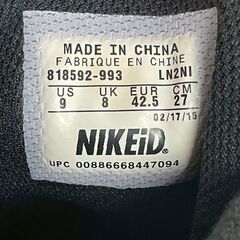 MADE IN CHINA
FABRIQUE EN CHINE
818592-993 LN2NI
US UK EUR CM
9 8 42.5 27
02/17/16
NIKEiD
UPC 00886668447094